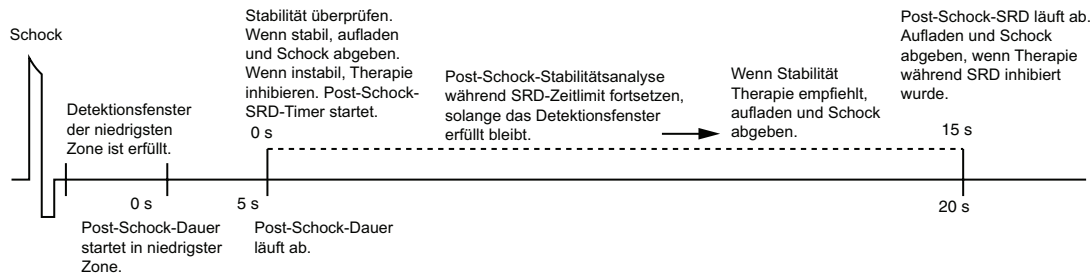 Schock
Detektionsfenster
der niedrigsten
Zone ist erfüllt.
Stabilität überprüfen.
Wenn stabil, aufladen
und Schock abgeben.
Wenn instabil, Therapie
inhibieren. Post-Schock-
SRD-Timer startet.
0 s
Post-Schock-Stabilitätsanalyse
während SRD-Zeitlimit fortsetzen,
solange das Detektionsfenster
erfüllt bleibt.
Wenn Stabilität
Therapie empfiehlt,
aufladen und Schock
abgeben.
Post-Schock-SRD läuft ab.
Aufladen und Schock
abgeben, wenn Therapie
während SRD inhibiert
wurde.
15 s
0 s
5 s
20 s
Post-Schock-Dauer
startet in niedrigster
Zone.
Post-Schock-Dauer
läuft ab.